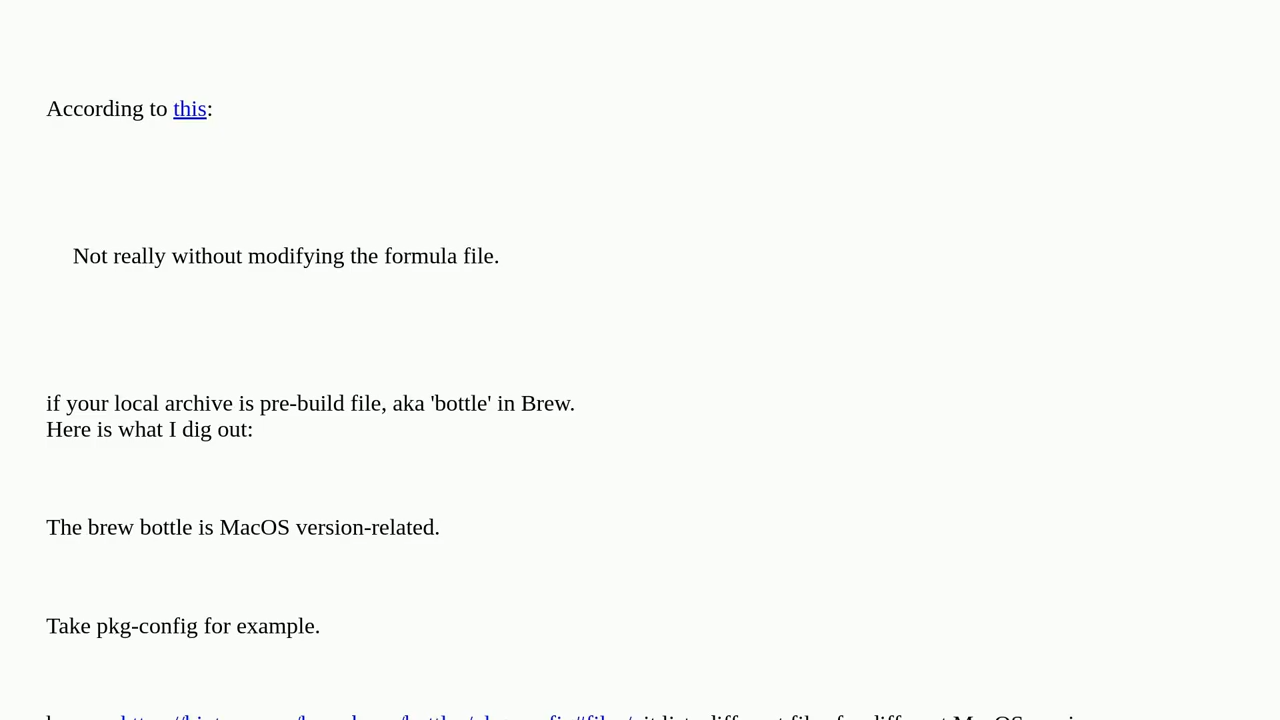 According to this:
Not really without modifying the formula file.
if your local archive is pre-build file, aka 'bottle' in Brew.
Here is what I dig out:
The brew bottle is MacOS version-related.
Take pkg-config for example.